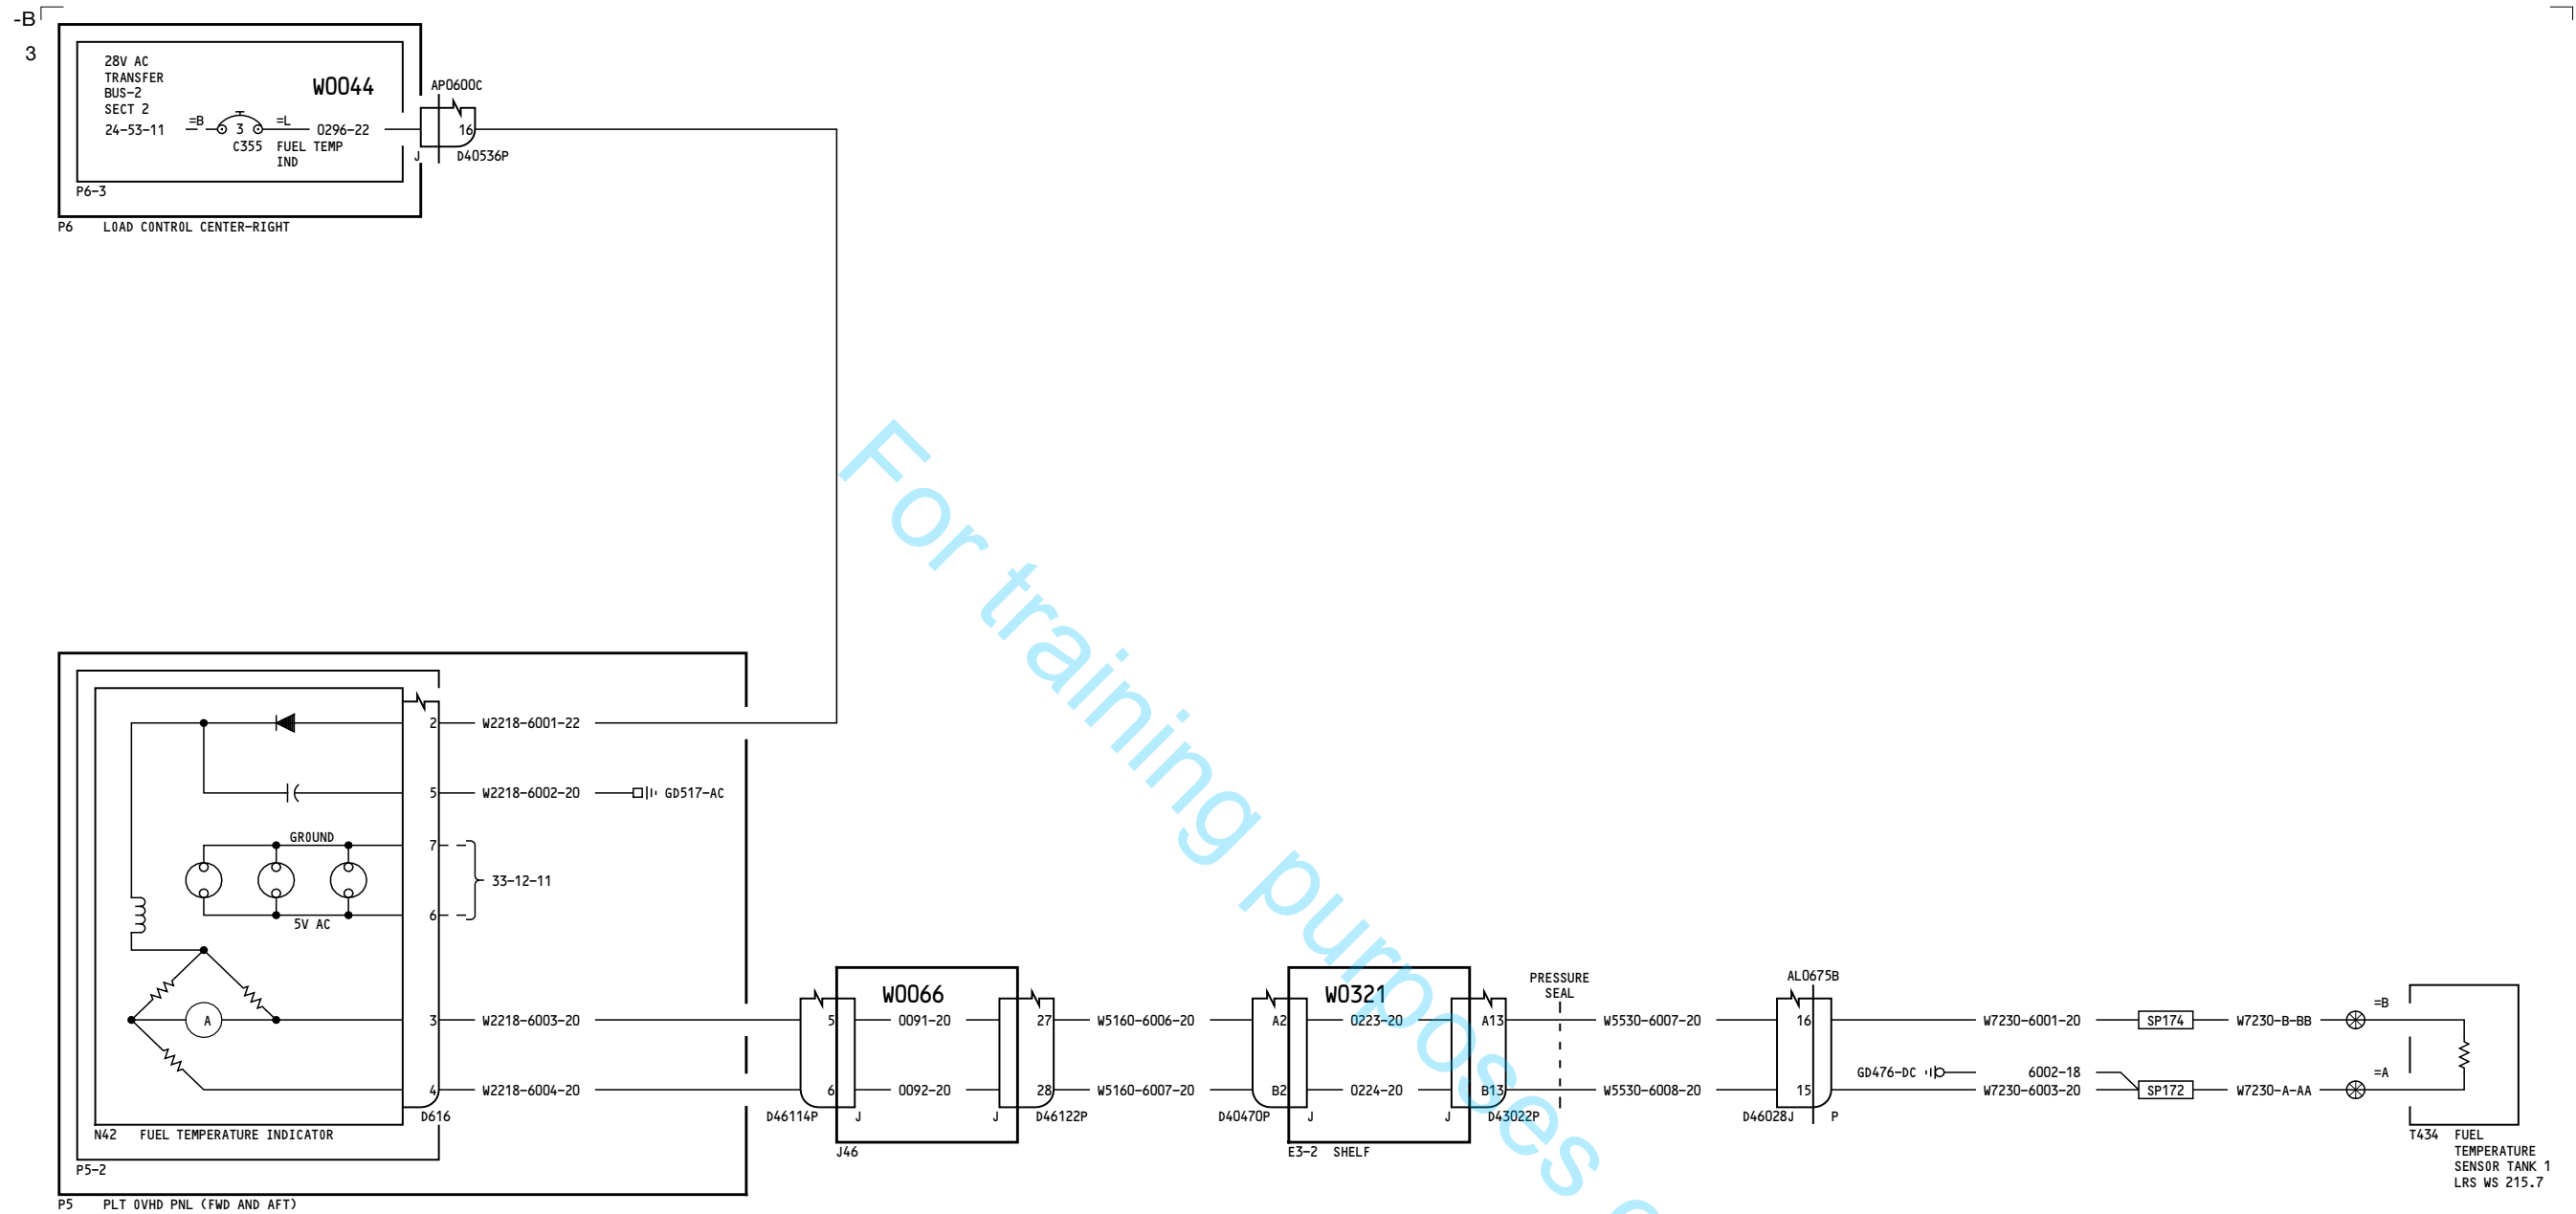 -B
3
28V AC
TRANSFER
BUS-2
SECT 2
24-53-11
W0044
=B
3
=L
0296-22
C355
FUEL TEMP
IND
AP0600C
16
J
D40536P
P6-3
P6 LOAD CONTROL CENTER-RIGHT
2
W2218-6001-22
5
W2218-6002-20
GD517-AC
GROUND
7
33-12-11
6
5V AC
A
3
W2218-6003-20
4
W2218-6004-20
D616
N42 FUEL TEMPERATURE INDICATOR
P5-2
P5 PLT OVHD PNL (FWD AND AFT)
W0066
5
0091-20
27
W5160-6006-20
6
0092-20
28
W5160-6007-20
D46114P
J
J
D46122P
J46
W0321
A2
0223-20
A13
B2
0224-20
B13
D40470P
J
J
D43022P
E3-2 SHELF
PRESSURE
SEAL
W5530-6007-20
W5530-6008-20
AL0675B
16
15
D46028J
P
W7230-6001-20
SP174
W7230-B-BB
=B
GD476-DC
6002-18
W7230-6003-20
SP172
W7230-A-AA
=A
T434 FUEL
TEMPERATURE
SENSOR TANK 1
LRS WS 215.7
For training purposes